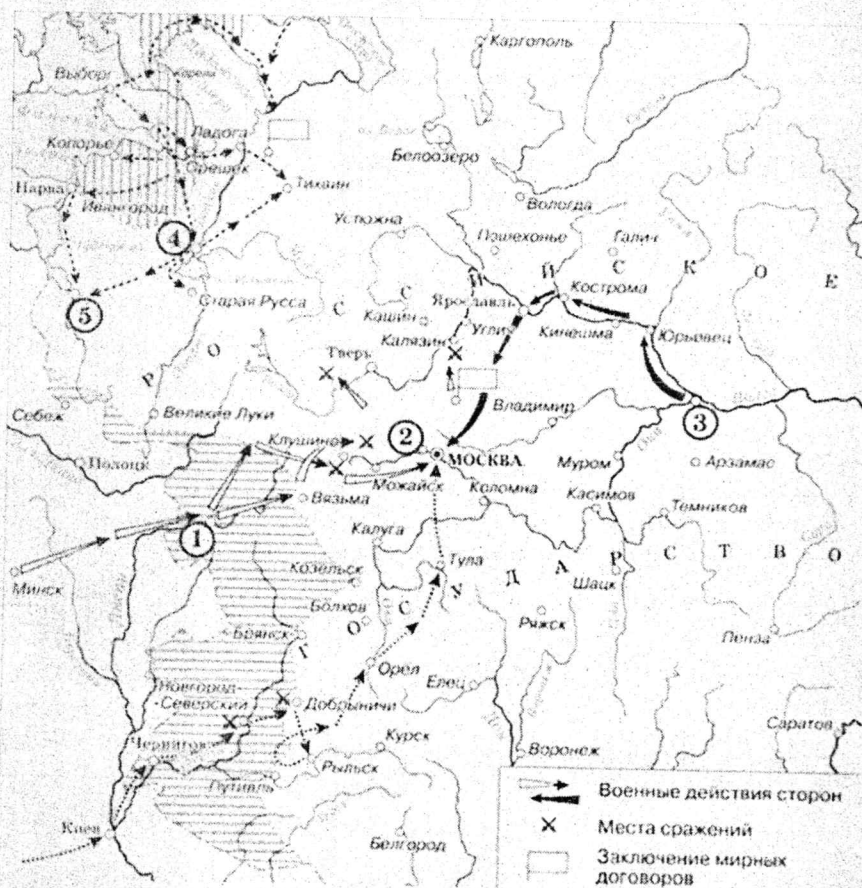 Каргополь
Выборг
Корела
Ладога
Копорье
Орешек
Белоозеро
Нарва
Тихвин
Ивангород
Вологда
Устюжна
Пошехонье
Галич
4
С К О Е
Й
И
Кострома
5
Старая Русса
С
С
Ярославль
Кашин
Углич
Кинешма
Юрьевец
Калязин
О
Тверь
Р
Владимир
3
Себеж
Великие Луки
Клушино
2
МОСКВА
Муром
Арзамас
Полоцк
Можайск
Коломна
Касимов
Вязьма
Темников
1
Калуга
Тула
Д А Р С Т В О
Козельск
У
Шацк
Минск
Болхов
С
Ряжск
Брянск
О
Г
Пенза
Орел
Елец
Новгород-
-Северский
Добрыничи
Саратов
Чернигов
Курск
Воронеж
Рыльск
Путивль
Киев
Белгород
Военные действия сторон
Места сражений
Заключение мирных
договоров